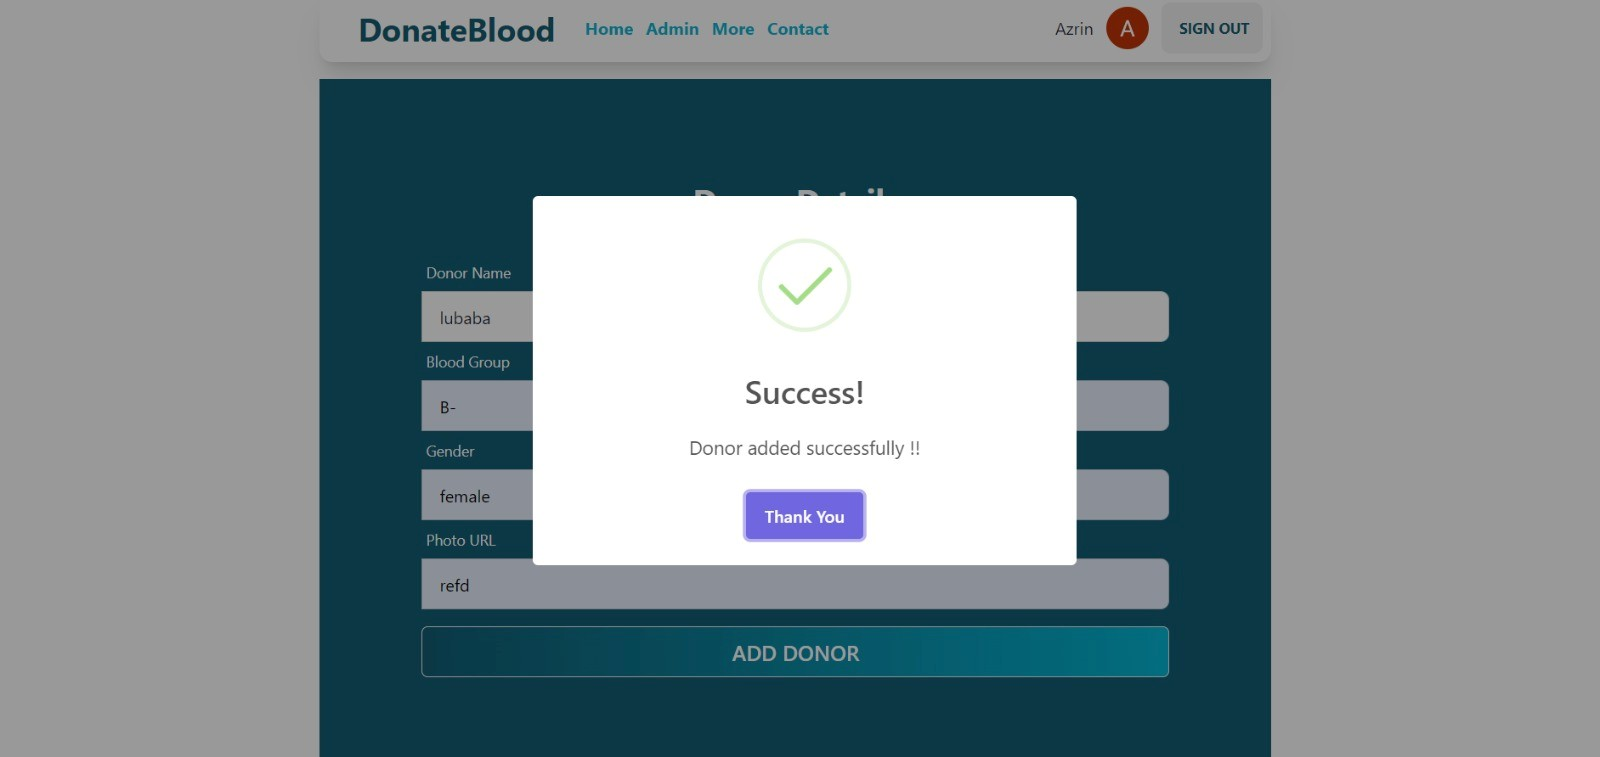 DonateBlood Home Admin More Contact Azrin A SIGN OUT
Donor Name
lubaba
Blood Group
B-
Gender
female
Photo URL
refd
ADD DONOR
Success!
Donor added successfully !!
Thank You